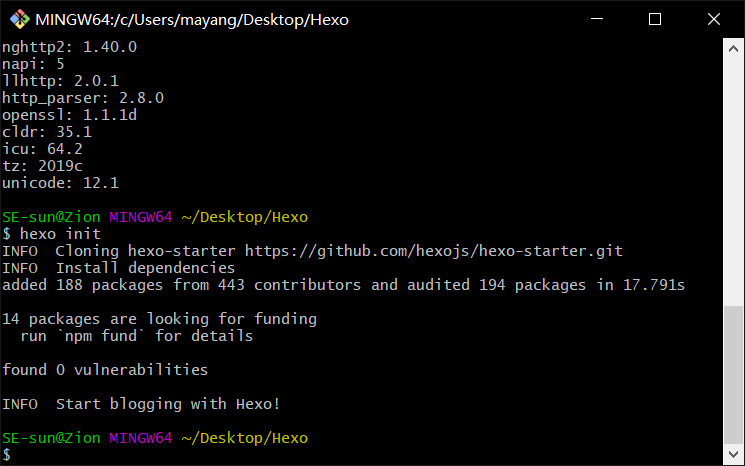 MINGW64:/c/Users/mayang/Desktop/Hexo
nghttp2: 1.40.0
napi: 5
llhttp: 2.0.1
http_parser: 2.8.0
openssl: 1.1.1d
cldr: 35.1
icu: 64.2
tz: 2019c
unicode: 12.1
SE-sun@Zion MINGW64 ~/Desktop/Hexo
$ hexo init
INFO  Cloning hexo-starter https://github.com/hexojs/hexo-starter.git
INFO  Install dependencies
added 188 packages from 443 contributors and audited 194 packages in 17.791s
14 packages are looking for funding
  run `npm fund` for details
found 0 vulnerabilities
INFO  Start blogging with Hexo!
SE-sun@Zion MINGW64 ~/Desktop/Hexo
$